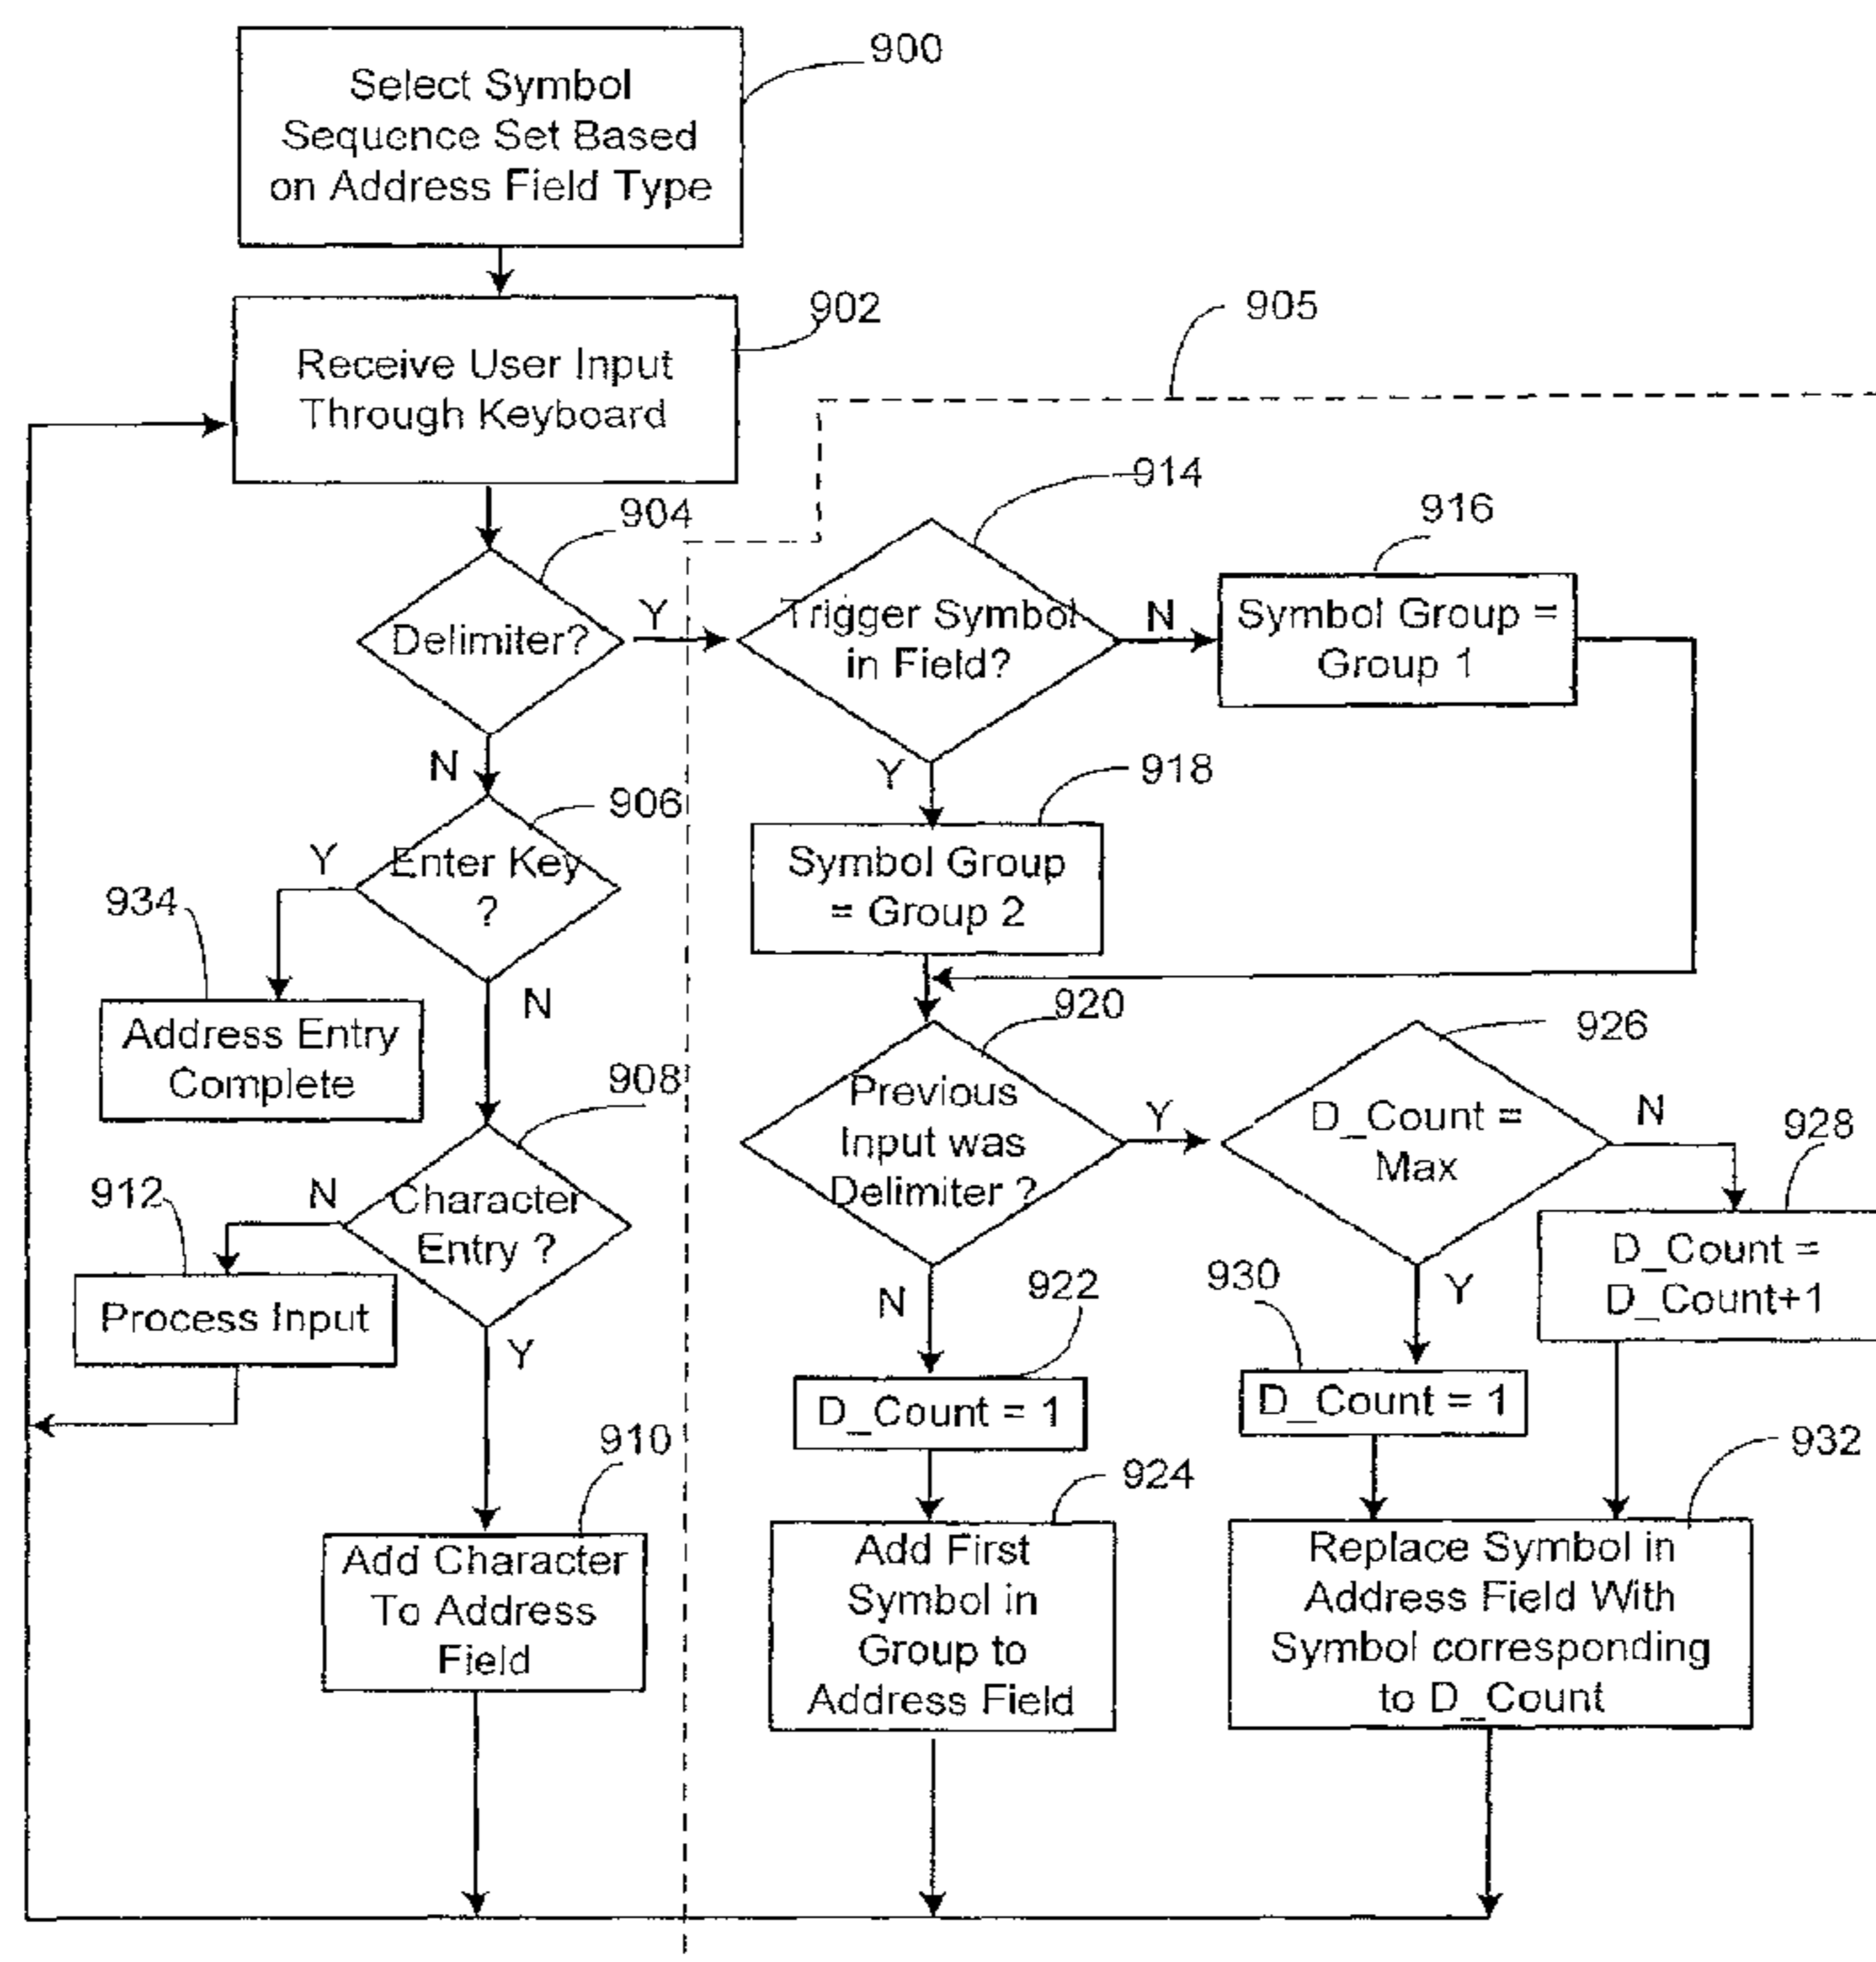 900
Select Symbol
Sequence Set Based
on Address Field Type
902
Receive User Input
Through Keyboard
905
904
Delimiter?
Y
N
914
Trigger Symbol
in Field?
N
Y
916
Symbol Group =
Group 1
918
Symbol Group
= Group 2
906
Enter Key
?
Y
N
934
Address Entry
Complete
908
Character
Entry ?
N
Y
912
Process Input
910
Add Character
To Address
Field
920
Previous
Input was
Delimiter ?
Y
N
926
D_Count =
Max
N
Y
928
D_Count =
D_Count+1
922
D_Count = 1
930
D_Count = 1
924
Add First
Symbol in
Group to
Address Field
932
Replace Symbol in
Address Field With
Symbol corresponding
to D_Count